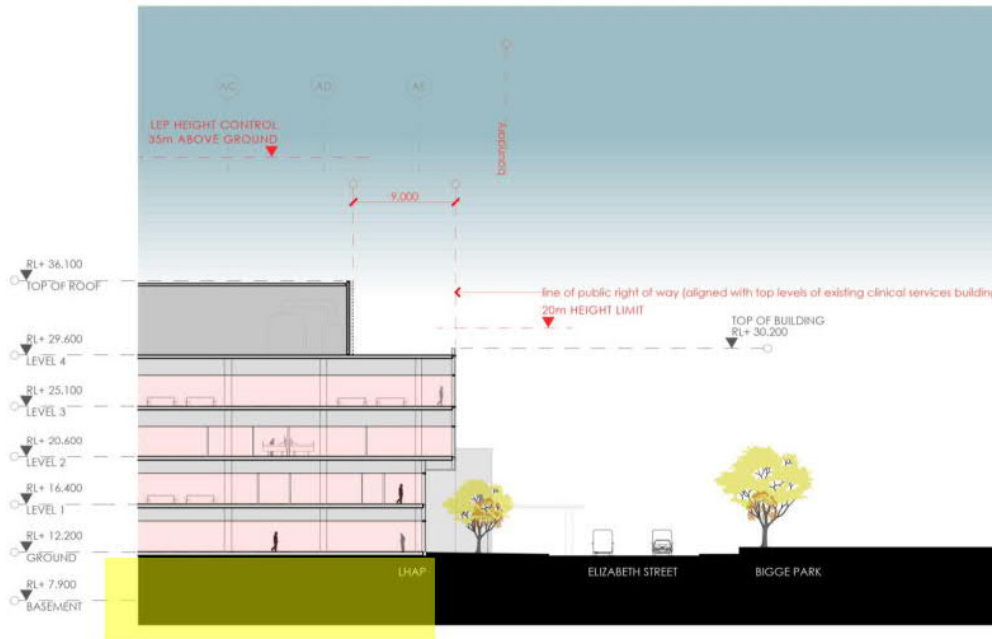 AC
AD
AE
LEP HEIGHT CONTROL
35m ABOVE GROUND
boundary
9,000
RL+ 36.100
TOP OF ROOF
line of public right of way (aligned with top levels of existing clinical services building
20m HEIGHT LIMIT
TOP OF BUILDING
RL+ 30.200
RL+ 29.600
LEVEL 4
RL+ 25.100
LEVEL 3
RL+ 20.600
LEVEL 2
RL+ 16.400
LEVEL 1
RL+ 12.200
GROUND
LHAP
ELIZABETH STREET
BIGGE PARK
RL+ 7.900
BASEMENT